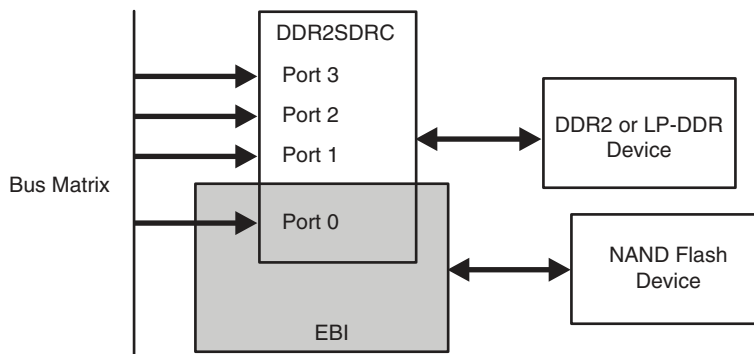 DDR2SDRC
Port 3
Port 2
Port 1
Port 0
Bus Matrix
EBI
DDR2 or LP-DDR
Device
NAND Flash
Device